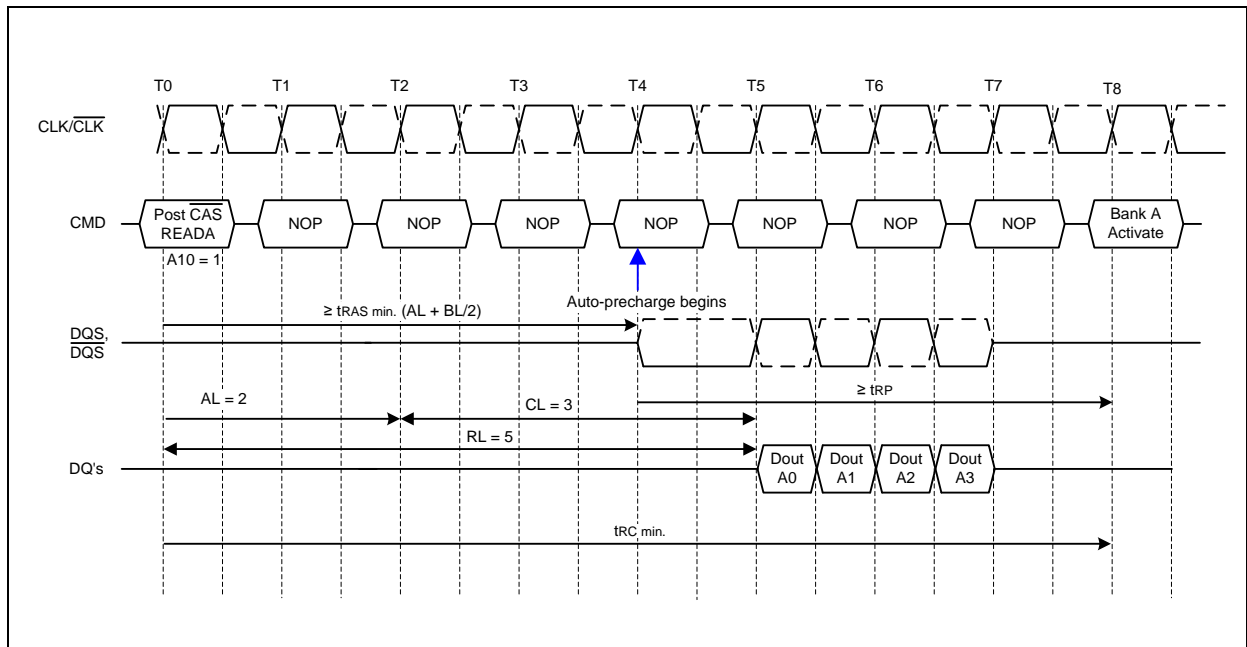 T0 T1 T2 T3 T4 T5 T6 T7 T8
CLK/CLK
CMD
Post CAS
READA
NOP NOP NOP NOP NOP NOP NOP
Bank A
Activate
A10 = 1
Auto-precharge begins
≥ tRAS min. (AL + BL/2)
DQS,
DQS
≥ tRP
AL = 2
CL = 3
RL = 5
DQ's
Dout
A0
Dout
A1
Dout
A2
Dout
A3
tRC min.